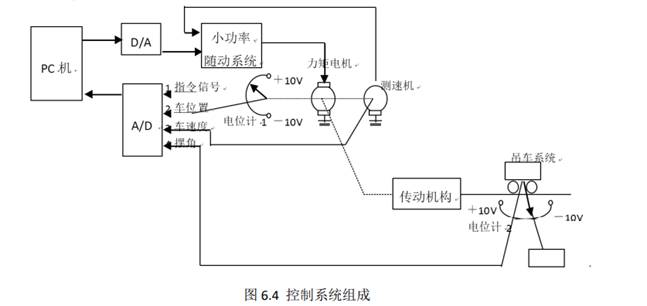 D/A
小功率
随动系统
PC 机
力矩电机
测速机
1 指令信号
2 车位置
3 车速度
4 摆角
A/D
+10V
电位计 1
-10V
吊车系统
传动机构
+10V
-10V
电位计 2
图 6.4 控制系统组成